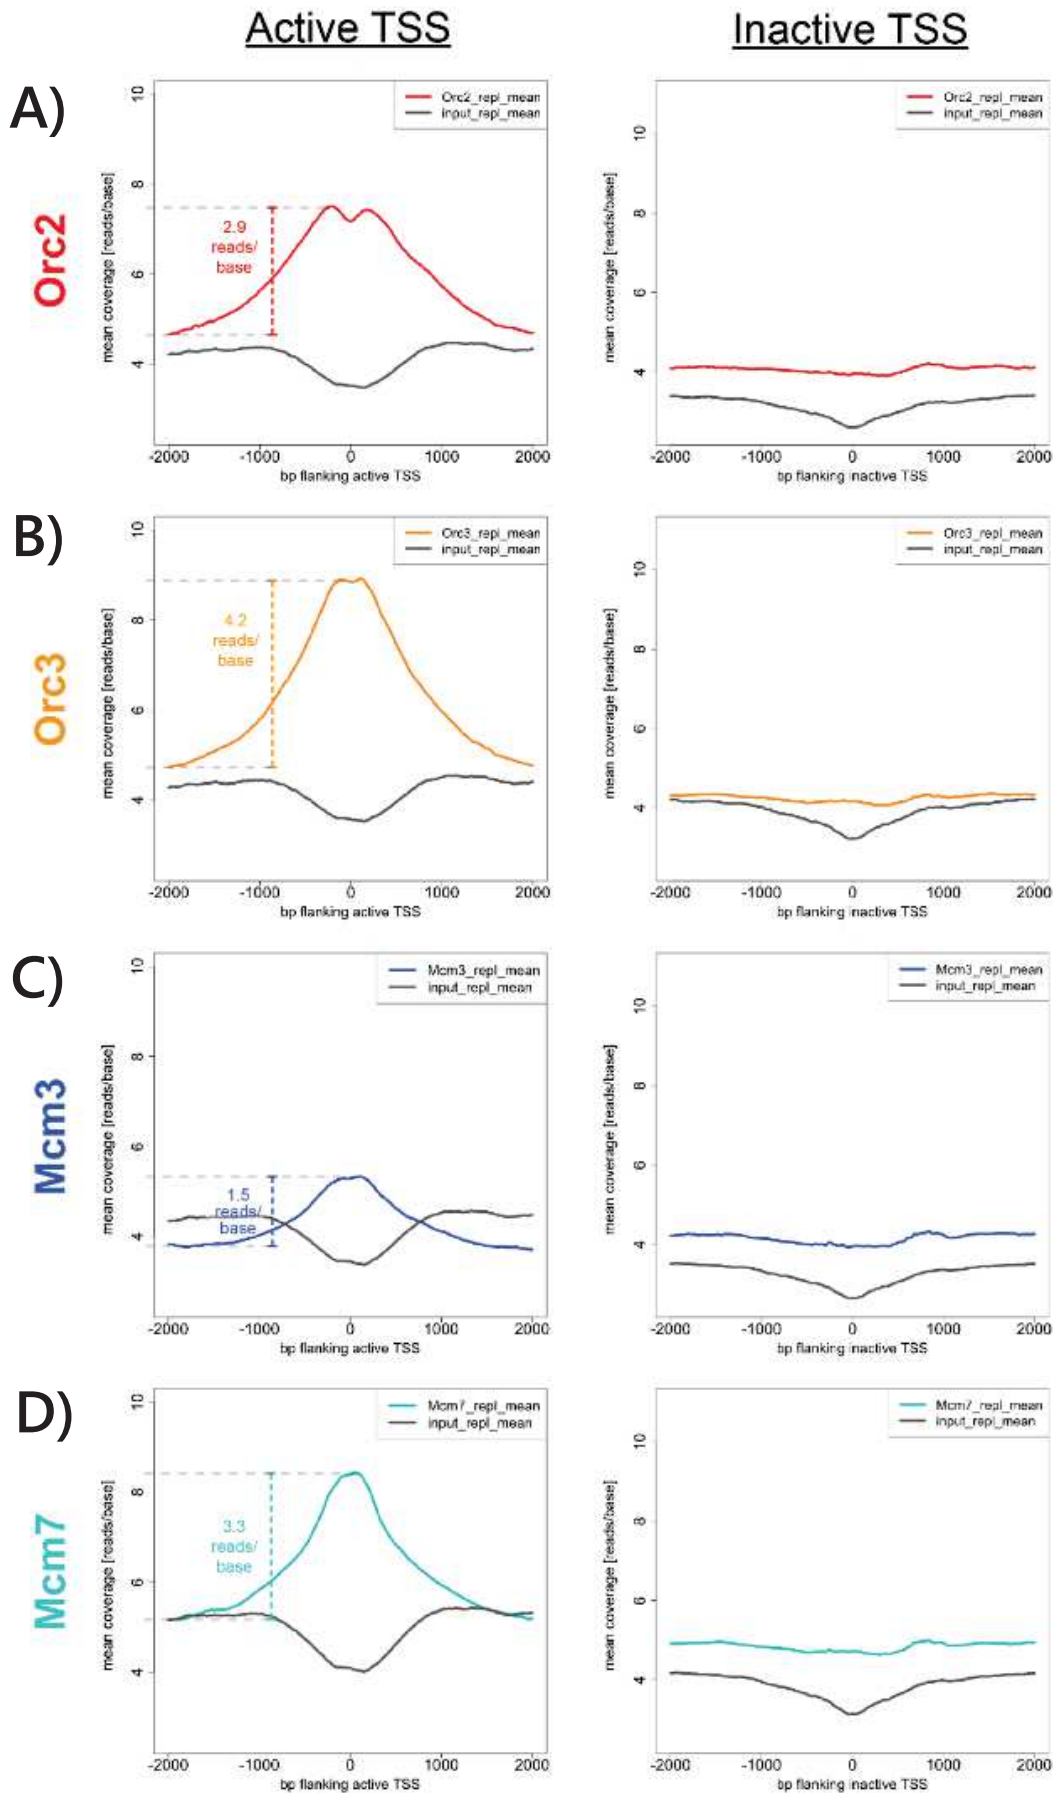 Active TSS
Inactive TSS
A)
Orc2
mean coverage [reads/base]
10
8
6
4
Orc2_repl_mean
input_repl_mean
2.9
reads/
base
-2000 -1000 0 1000 2000
bp flanking active TSS
mean coverage [reads/base]
10
8
6
4
Orc2_repl_mean
input_repl_mean
-2000 -1000 0 1000 2000
bp flanking inactive TSS
B)
Orc3
mean coverage [reads/base]
10
8
6
4
Orc3_repl_mean
input_repl_mean
4.2
reads/
base
-2000 -1000 0 1000 2000
bp flanking active TSS
mean coverage [reads/base]
10
8
6
4
Orc3_repl_mean
input_repl_mean
-2000 -1000 0 1000 2000
bp flanking inactive TSS
C)
Mcm3
mean coverage [reads/base]
10
8
6
4
Mcm3_repl_mean
input_repl_mean
1.5
reads/
base
-2000 -1000 0 1000 2000
bp flanking active TSS
mean coverage [reads/base]
10
8
6
4
Mcm3_repl_mean
input_repl_mean
-2000 -1000 0 1000 2000
bp flanking inactive TSS
D)
Mcm7
mean coverage [reads/base]
10
8
6
4
Mcm7_repl_mean
input_repl_mean
3.3
reads/
base
-2000 -1000 0 1000 2000
bp flanking active TSS
mean coverage [reads/base]
10
8
6
4
Mcm7_repl_mean
input_repl_mean
-2000 -1000 0 1000 2000
bp flanking inactive TSS